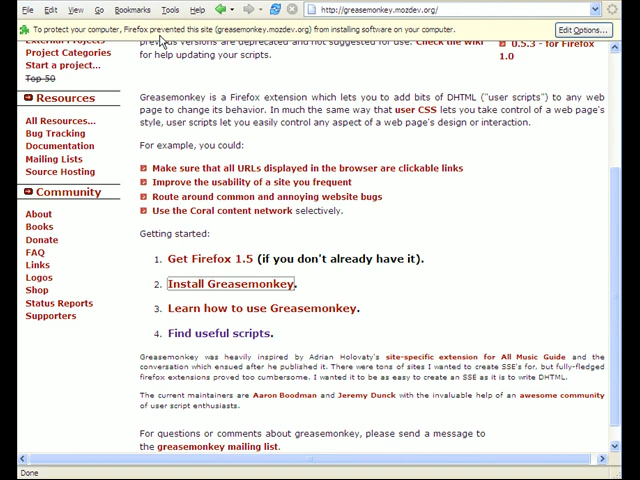 File Edit View Go Bookmarks Tools Help http://greasemonkey.mozdev.org/
To protect your computer, Firefox prevented this site (greasemonkey.mozdev.org) from installing software on your computer. Edit Options...
Project Categories
Start a project...
Top 50
Resources
All Resources...
Bug Tracking
Documentation
Mailing Lists
Source Hosting
Community
About
Books
Donate
FAQ
Links
Logos
Shop
Status Reports
Supporters
previous versions are deprecated and not suggested for use. Check the wiki
for help updating your scripts.
0.5.3 - for Firefox
1.0
Greasemonkey is a Firefox extension which lets you to add bits of DHTML ("user scripts") to any web
page to change its behavior. In much the same way that user CSS lets you take control of a web page's
style, user scripts let you easily control any aspect of a web page's design or interaction.
For example, you could:
Make sure that all URLs displayed in the browser are clickable links
Improve the usability of a site you frequent
Route around common and annoying website bugs
Use the Coral content network selectively.
Getting started:
1. Get Firefox 1.5 (if you don't already have it).
2. Install Greasemonkey.
3. Learn how to use Greasemonkey.
4. Find useful scripts.
Greasemonkey was heavily inspired by Adrian Holovaty's site-specific extension for All Music Guide and the
conversation which ensued after he published it. There were tons of sites I wanted to create SSE's for, but fully-fledged
firefox extensions proved too cumbersome. I wanted it to be as easy to create an SSE as it is to write DHTML.
The current maintainers are Aaron Boodman and Jeremy Dunck with the invaluable help of an awesome community
of user script enthusiasts.
For questions or comments about greasemonkey, please send a message to
the greasemonkey mailing list.
Done